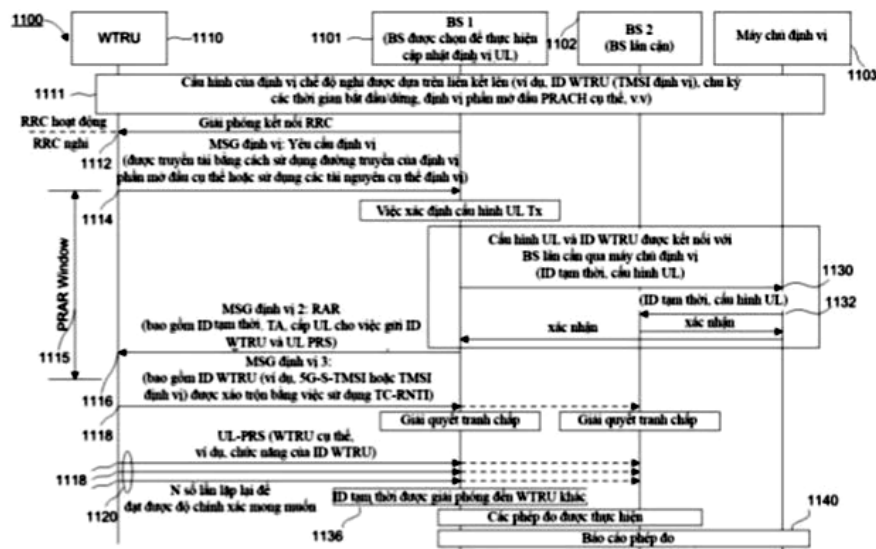 1100
WTRU
1110
1101
BS 1
(BS được chọn để thực hiện
cập nhật định vị UL)
1102
BS 2
(BS lân cận)
Máy chủ định vị
1103
1111
Cấu hình của định vị chế độ nghỉ được dựa trên liên kết lên (ví dụ, ID WTRU (TMSI định vị), chu kỳ
các thời gian bắt đầu/dừng, định vị phần mở đầu PRACH cụ thể, v.v)
RRC hoạt động
RRC nghỉ
Giải phóng kết nối RRC
1112
MSG định vị: Yêu cầu định vị
(được truyền tải bằng cách sử dụng đường truyền của định vị
phần mở đầu cụ thể hoặc sử dụng các tài nguyên cụ thể định vị)
1114
Việc xác định cấu hình UL Tx
Cấu hình UL và ID WTRU được kết nối với
BS lân cận qua máy chủ định vị
(ID tạm thời, cấu hình UL)
1130
PRAR Window
1115
MSG định vị 2: RAR
(bao gồm ID tạm thời, TA, cấp UL cho việc gửi ID
WTRU và UL PRS)
(ID tạm thời, cấu hình UL)
1132
xác nhận
xác nhận
1116
MSG định vị 3:
(bao gồm ID WTRU (ví dụ, 5G-S-TMSI hoặc TMSI
định vị) được xáo trộn bằng việc sử dụng TC-RNTI)
1118
Giải quyết tranh chấp
Giải quyết tranh chấp
UL-PRS (WTRU cụ thể,
ví dụ, chức năng của ID WTRU)
1118
1120
N số lần lặp lại để
đạt được độ chính xác mong muốn
ID tạm thời được giải phóng đến WTRU khác
1136
Các phép đo được thực hiện
1140
Báo cáo phép đo